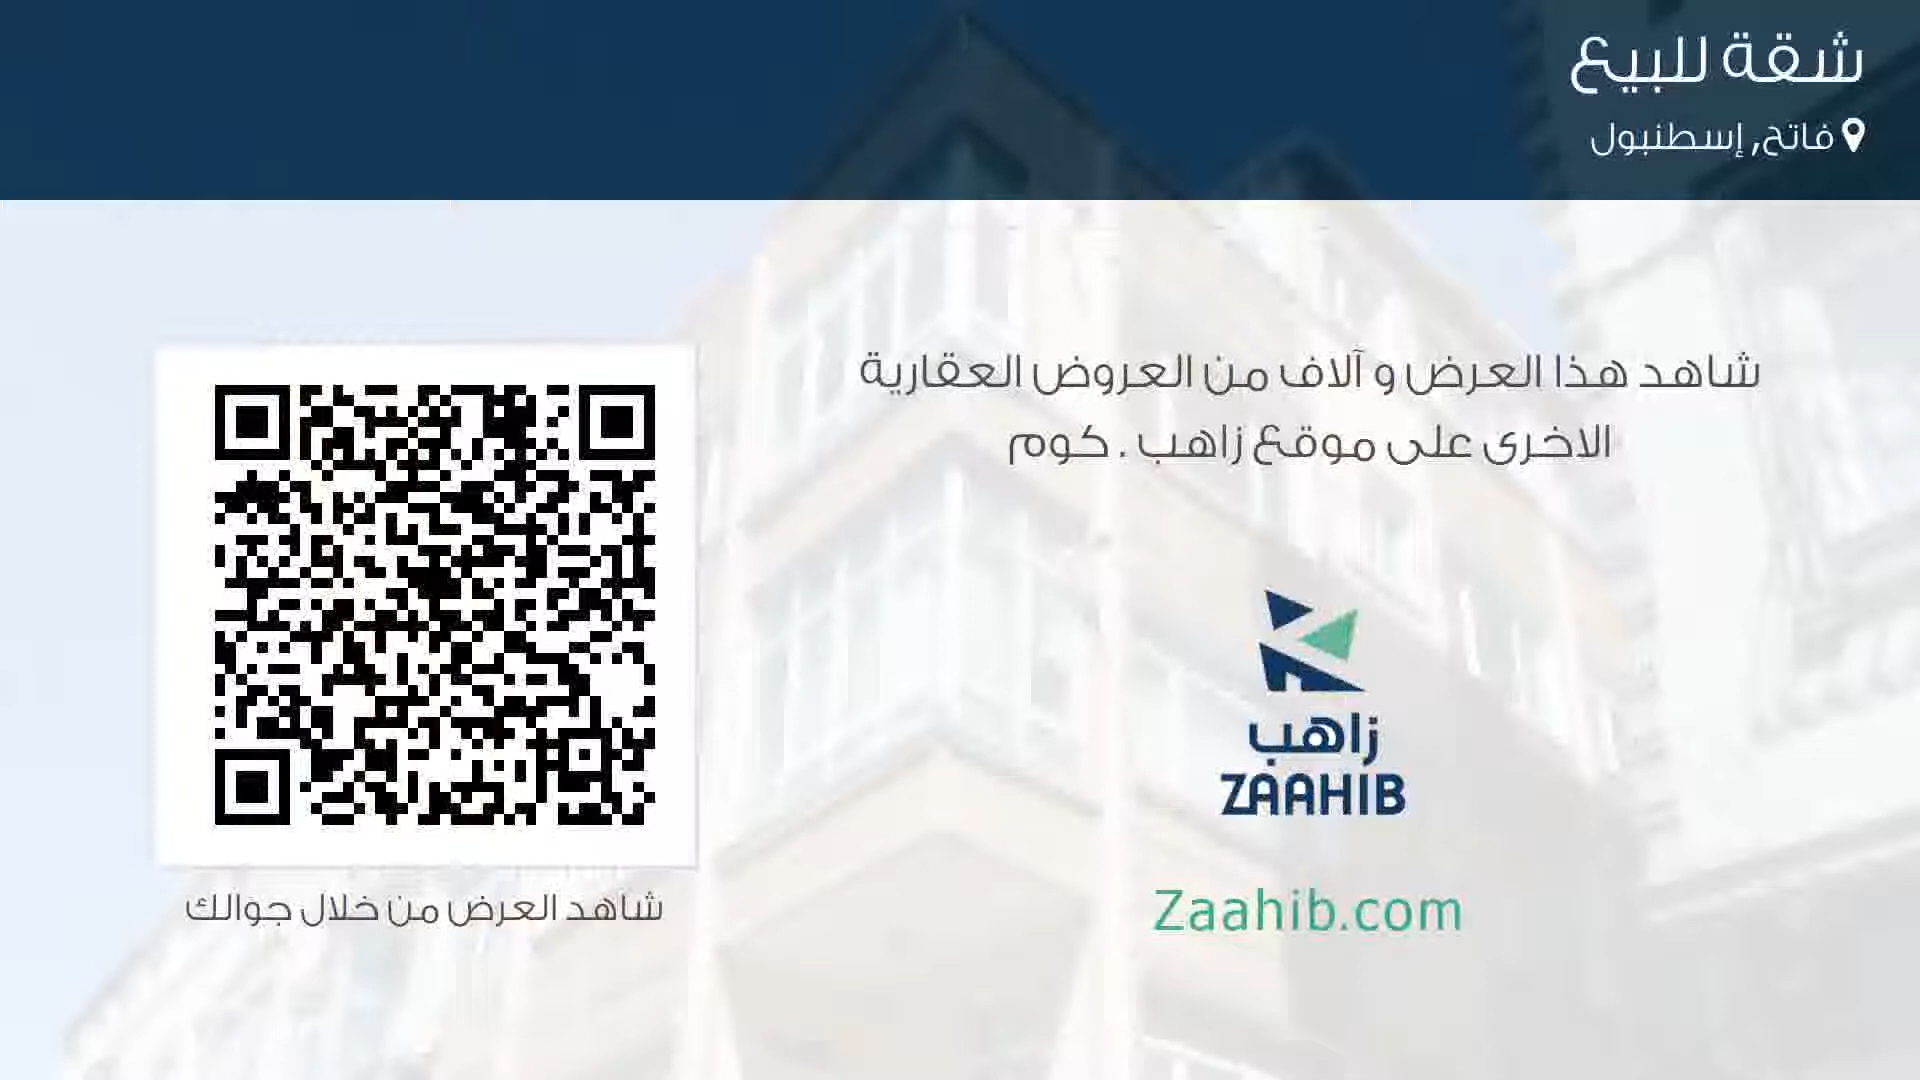 شقة للبيع
فاتح, إسطنبول
شاهد هذا العرض و آلاف من العروض العقارية
الاخرى على موقع زاهب . كوم
زاهب
ZAAHIB
Zaahib.com
شاهد العرض من خلال جوالك